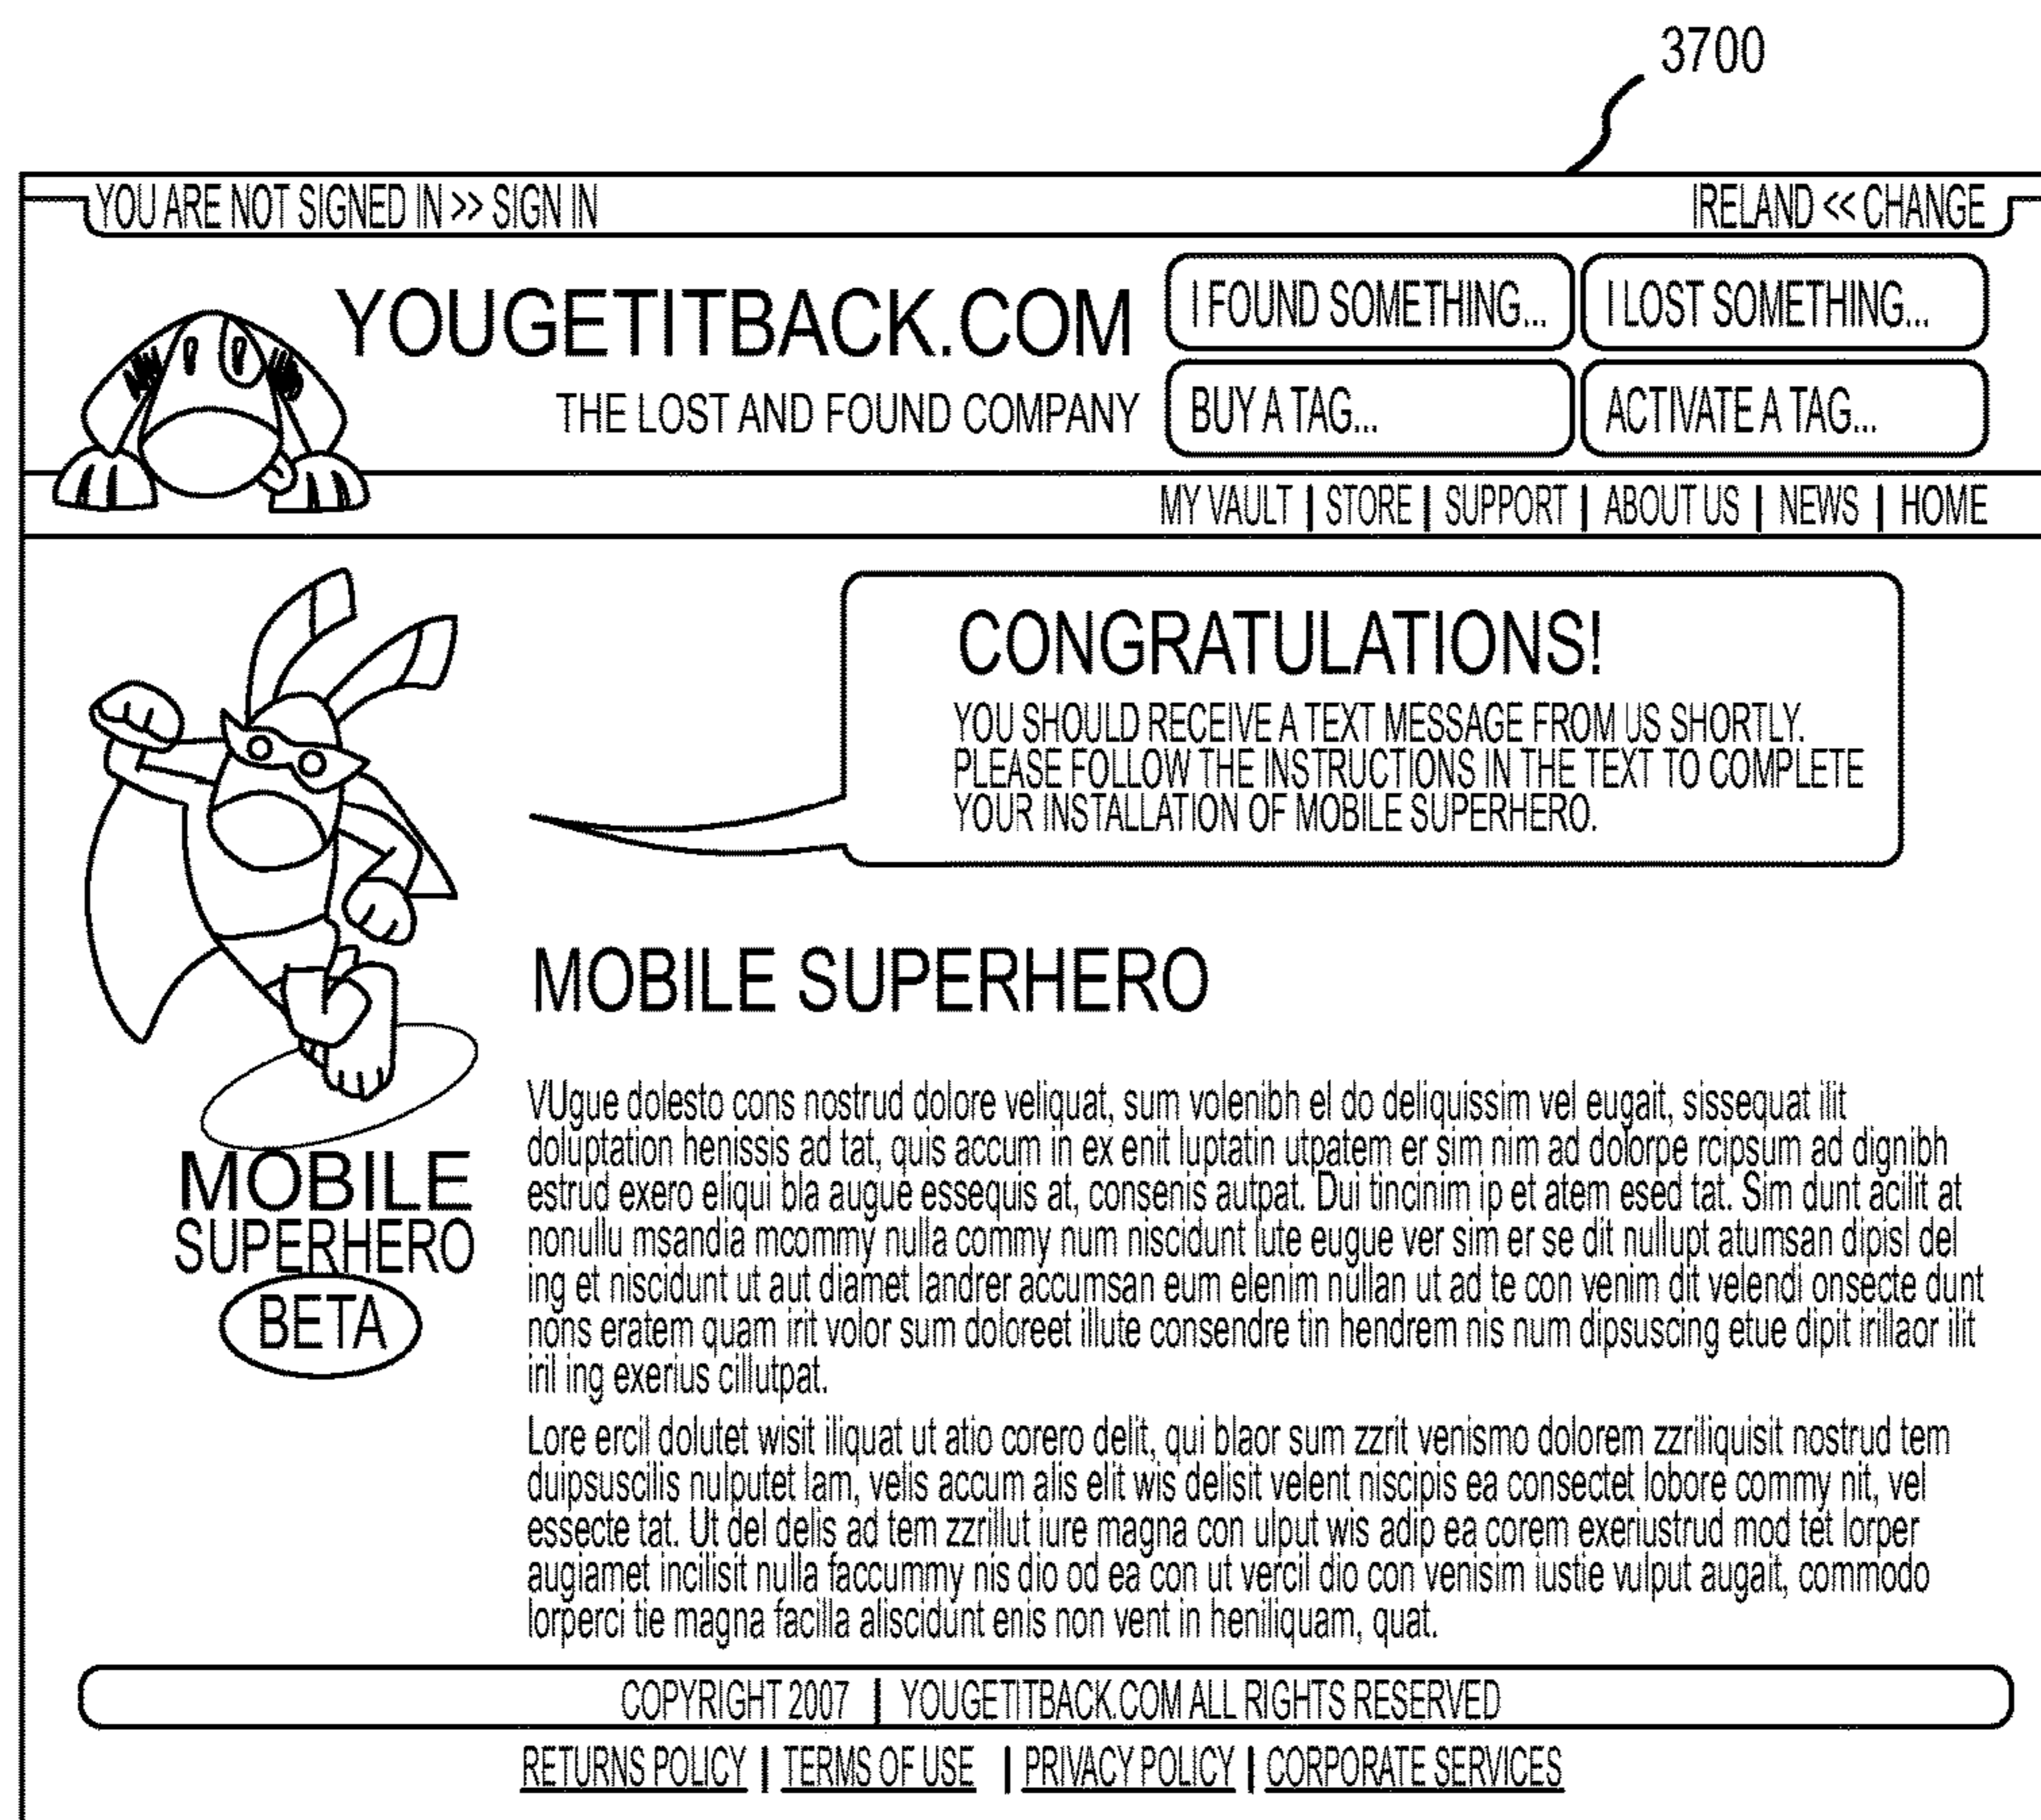 3700
YOU ARE NOT SIGNED IN >> SIGN IN
IRELAND << CHANGE
YOUGETITBACK.COM
THE LOST AND FOUND COMPANY
I FOUND SOMETHING...
I LOST SOMETHING...
BUY A TAG...
ACTIVATE A TAG...
MY VAULT | STORE | SUPPORT | ABOUT US | NEWS | HOME
CONGRATULATIONS!
YOU SHOULD RECEIVE A TEXT MESSAGE FROM US SHORTLY.
PLEASE FOLLOW THE INSTRUCTIONS IN THE TEXT TO COMPLETE
YOUR INSTALLATION OF MOBILE SUPERHERO.
MOBILE
SUPERHERO
BETA
MOBILE SUPERHERO
VUgue dolesto cons nostrud dolore veliquat, sum volenibh el do deliquissim vel eugait, sissequat ilit
doluptation henissis ad tat, quis accum in ex enit luptatin utpatem er sim nim ad dolorpe rcipsum ad dignibh
estrud exero eliqui bla augue essequis at, consenis autpat. Dui tincinim ip et atem esed tat. Sim dunt acilit at
nonullu msandia mcommy nulla commy num niscidunt lute eugue ver sim er se dit nullupt atumsan dipisl del
ing et niscidunt ut aut diamet landrer accumsan eum elenim nullan ut ad te con venim dit velendi onsecte dunt
nons eratem quam irit volor sum doloreet illute consendre tin hendrem nis num dipsuscing etue dipit irillaor ilit
iril ing exerius cillutpat.
Lore ercil dolutet wisit iliquat ut atio corero delit, qui blaor sum zzrit venismo dolorem zzriliquisit nostrud tem
duipsuscilis nulputet lam, velis accum alis elit wis delisit velent niscipis ea consectet lobore commy nit, vel
essecte tat. Ut del delis ad tem zzrillut iure magna con ulput wis adip ea corem exeriustrud mod tet lorper
augiamet incilisit nulla faccummy nis dio od ea con ut vercil dio con venisim iustie vulput augait, commodo
lorperci tie magna facilla aliscidunt enis non vent in heniliquam, quat.
COPYRIGHT 2007 | YOUGETITBACK.COM ALL RIGHTS RESERVED
RETURNS POLICY | TERMS OF USE | PRIVACY POLICY | CORPORATE SERVICES